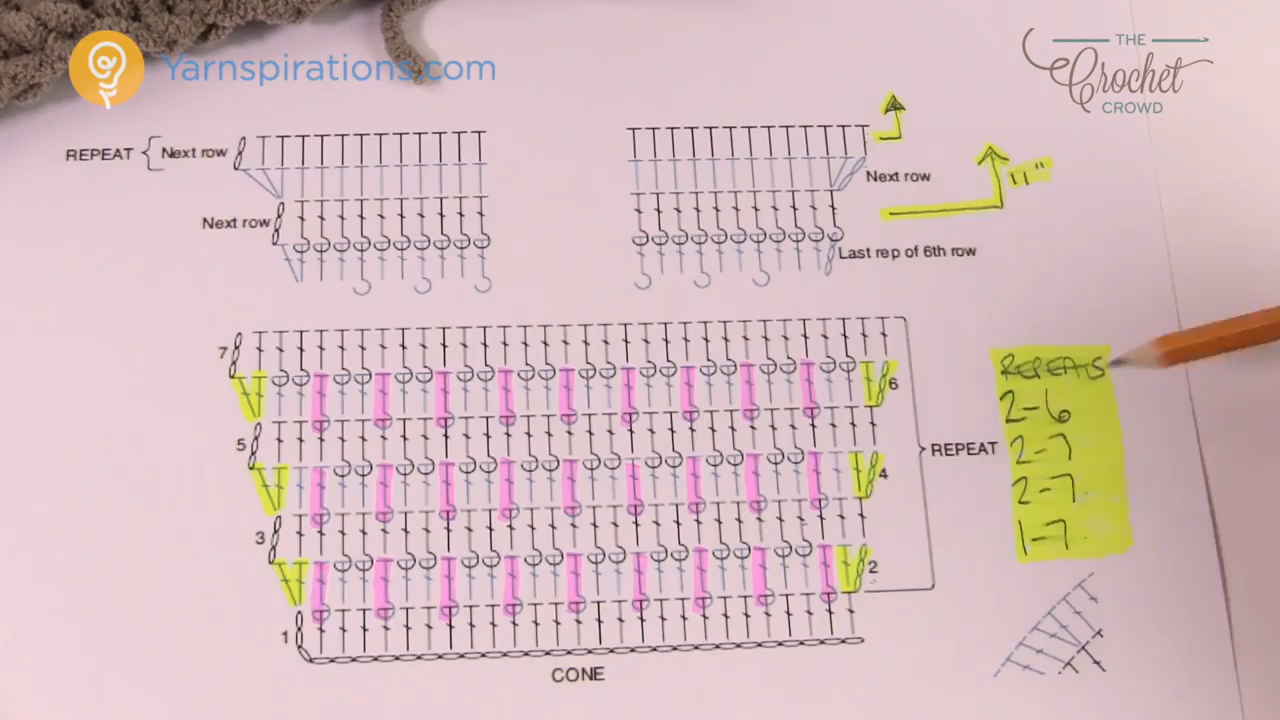 Yarnspirations.com
THE
Crochet
CROWD
REPEAT { Next row
Next row
Next row
11"
Last rep of 6th row
7
6
5
4
3
2
1
REPEAT
CONE
REPEATS
2-6
2-7
2-7
1-7